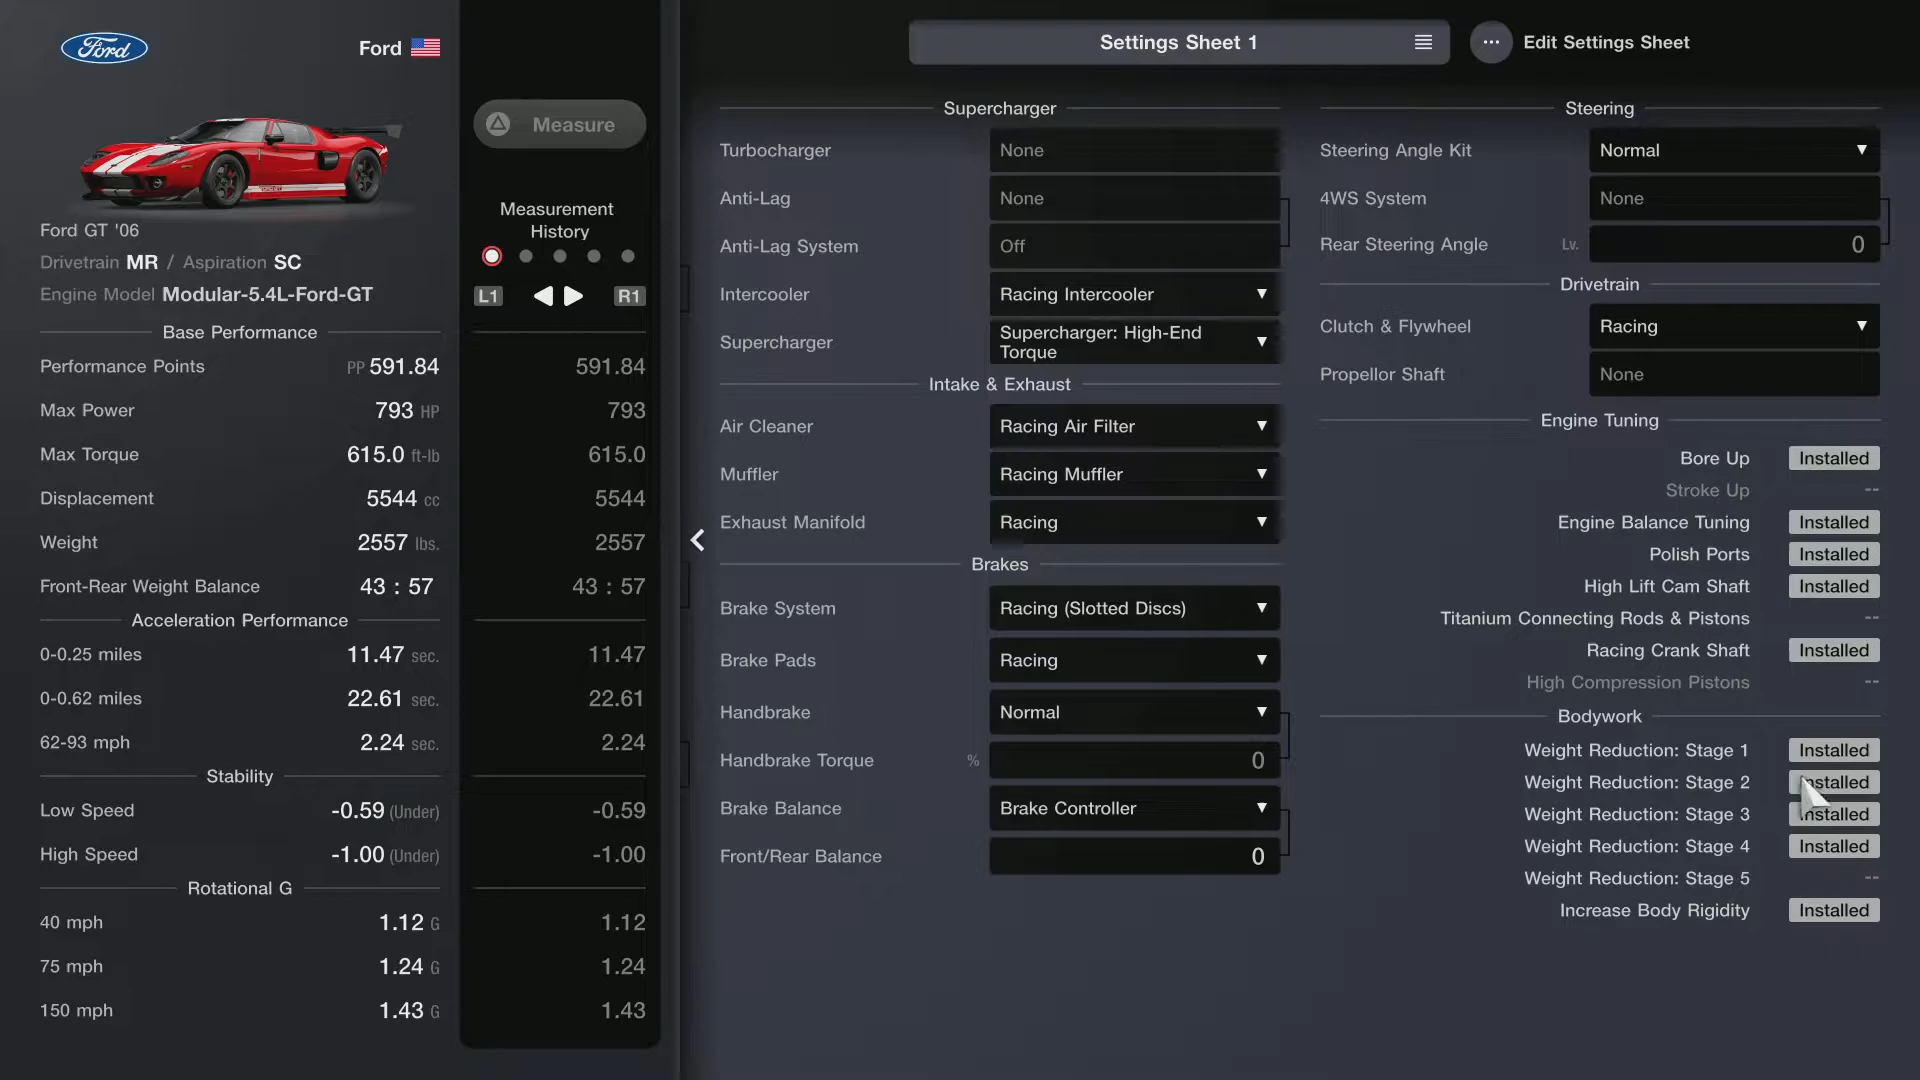 Ford
Ford
Ford GT '06
Drivetrain MR / Aspiration SC
Engine Model Modular-5.4L-Ford-GT
Base Performance
Performance Points PP 591.84
Max Power 793 HP
Max Torque 615.0 ft-lb
Displacement 5544 cc
Weight 2557 lbs.
Front-Rear Weight Balance 43 : 57
Acceleration Performance
0-0.25 miles 11.47 sec.
0-0.62 miles 22.61 sec.
62-93 mph 2.24 sec.
Stability
Low Speed -0.59 (Under)
High Speed -1.00 (Under)
Rotational G
40 mph 1.12 G
75 mph 1.24 G
150 mph 1.43 G
Measure
Measurement
History
L1 R1
591.84
793
615.0
5544
2557
43 : 57
11.47
22.61
2.24
-0.59
-1.00
1.12
1.24
1.43
Settings Sheet 1
Edit Settings Sheet
Supercharger
Turbocharger None
Anti-Lag None
Anti-Lag System Off
Intercooler Racing Intercooler
Supercharger Supercharger: High-End
Torque
Intake & Exhaust
Air Cleaner Racing Air Filter
Muffler Racing Muffler
Exhaust Manifold Racing
Brakes
Brake System Racing (Slotted Discs)
Brake Pads Racing
Handbrake Normal
Handbrake Torque % 0
Brake Balance Brake Controller
Front/Rear Balance 0
Steering
Steering Angle Kit Normal
4WS System None
Rear Steering Angle Lv. 0
Drivetrain
Clutch & Flywheel Racing
Propellor Shaft None
Engine Tuning
Bore Up Installed
Stroke Up --
Engine Balance Tuning Installed
Polish Ports Installed
High Lift Cam Shaft Installed
Titanium Connecting Rods & Pistons --
Racing Crank Shaft Installed
High Compression Pistons --
Bodywork
Weight Reduction: Stage 1 Installed
Weight Reduction: Stage 2 Installed
Weight Reduction: Stage 3 Installed
Weight Reduction: Stage 4 Installed
Weight Reduction: Stage 5 --
Increase Body Rigidity Installed